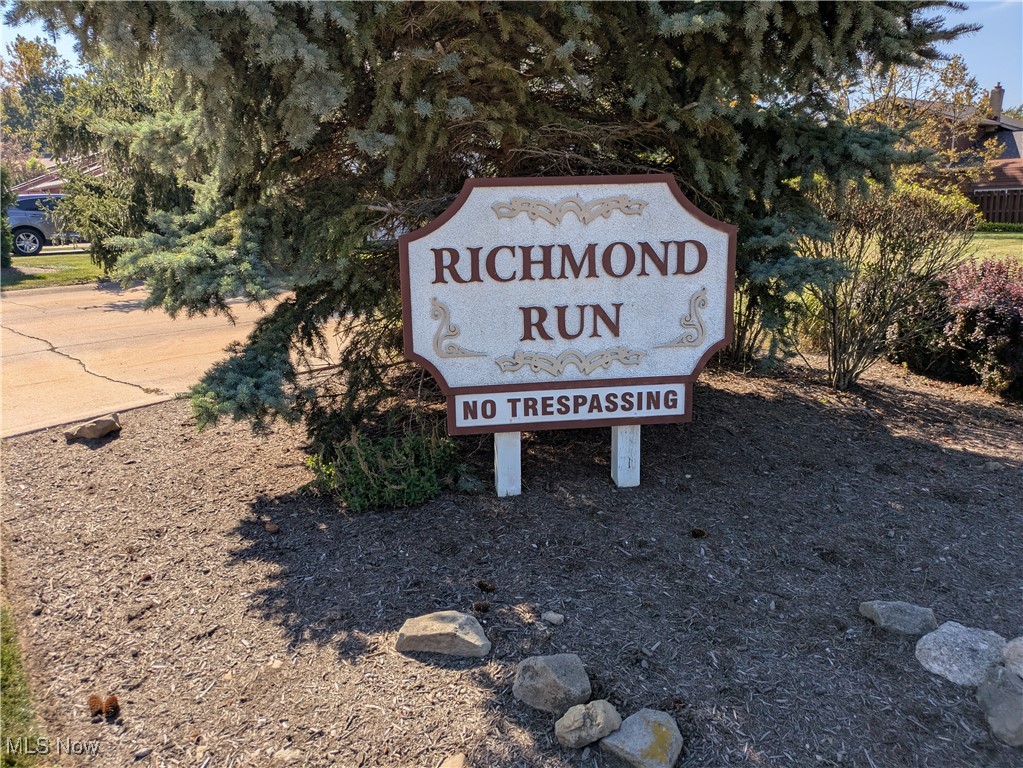 RICHMOND
RUN
NO TRESPASSING
MLS Now